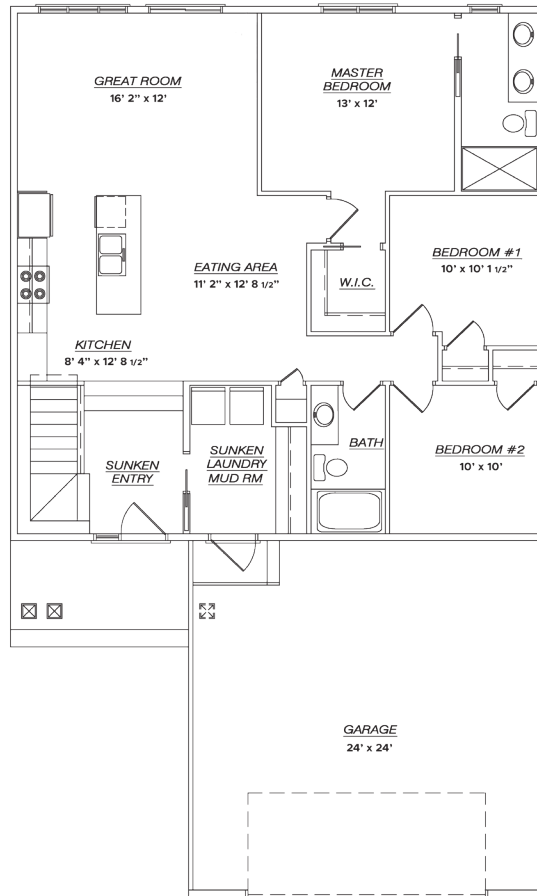 GREAT ROOM
16' 2" x 12'
MASTER
BEDROOM
13' x 12'
BEDROOM #1
10' x 10' 1 1/2"
EATING AREA
11' 2" x 12' 8 1/2"
W.I.C.
KITCHEN
8' 4" x 12' 8 1/2"
SUNKEN
ENTRY
SUNKEN
LAUNDRY
MUD RM
BATH
BEDROOM #2
10' x 10'
GARAGE
24' x 24'